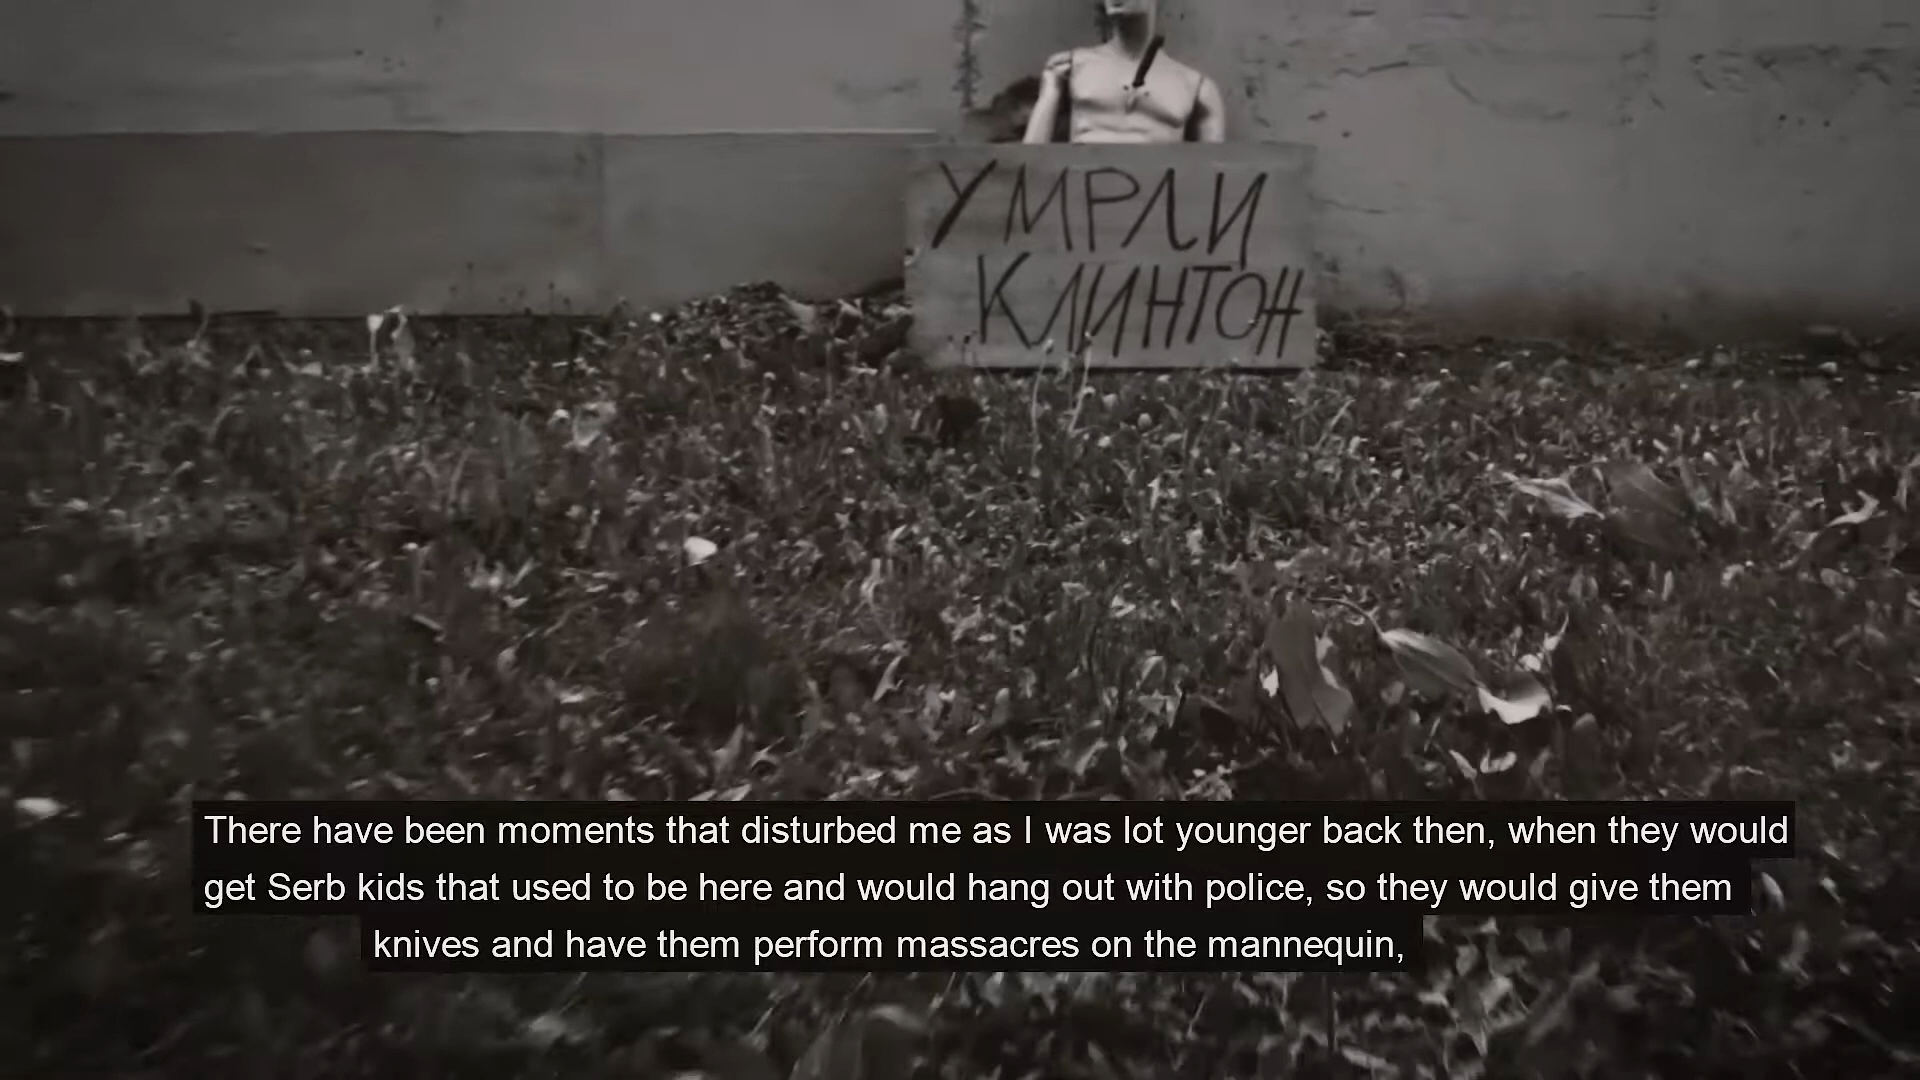 УМРЛИ
КЛИНТОН
There have been moments that disturbed me as I was lot younger back then, when they would
get Serb kids that used to be here and would hang out with police, so they would give them
knives and have them perform massacres on the mannequin,